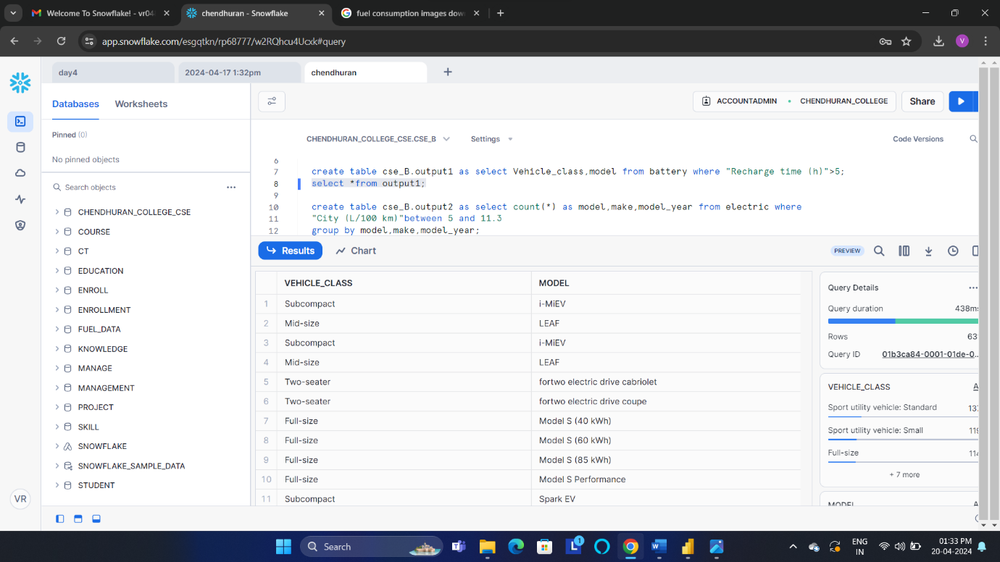 Welcome To Snowflake! - vr04
chendhuran - Snowflake
fuel consumption images dow
app.snowflake.com/esgqtkn/rp68777/w2RQhcu4Ucxk#query
V
day4
2024-04-17 1:32pm
chendhuran
Databases
Worksheets
ACCOUNTADMIN
CHENDHURAN_COLLEGE
Share
Pinned (0)
No pinned objects
CHENDHURAN_COLLEGE_CSE.CSE_B
Settings
Code Versions
Search objects
CHENDHURAN_COLLEGE_CSE
COURSE
CT
EDUCATION
ENROLL
ENROLLMENT
FUEL_DATA
KNOWLEDGE
MANAGE
MANAGEMENT
PROJECT
SKILL
SNOWFLAKE
SNOWFLAKE_SAMPLE_DATA
STUDENT
VR
6
7 create table cse_B.output1 as select Vehicle_class,model from battery where "Recharge time (h)">5;
8 select *from output1;
9
10 create table cse_B.output2 as select count(*) as model,make,model_year from electric where
11 "City (L/100 km)"between 5 and 11.3
12 group by model,make,model_year;
Results
Chart
PREVIEW
VEHICLE_CLASS MODEL
1 Subcompact i-MiEV
2 Mid-size LEAF
3 Subcompact i-MiEV
4 Mid-size LEAF
5 Two-seater fortwo electric drive cabriolet
6 Two-seater fortwo electric drive coupe
7 Full-size Model S (40 kWh)
8 Full-size Model S (60 kWh)
9 Full-size Model S (85 kWh)
10 Full-size Model S Performance
11 Subcompact Spark EV
Query Details
Query duration 438ms
Rows 63
Query ID 01b3ca84-0001-01de-0...
VEHICLE_CLASS A
Sport utility vehicle: Standard 137
Sport utility vehicle: Small 119
Full-size 114
+ 7 more
MODEL A
Search
1
ENG
IN
01:33 PM
20-04-2024